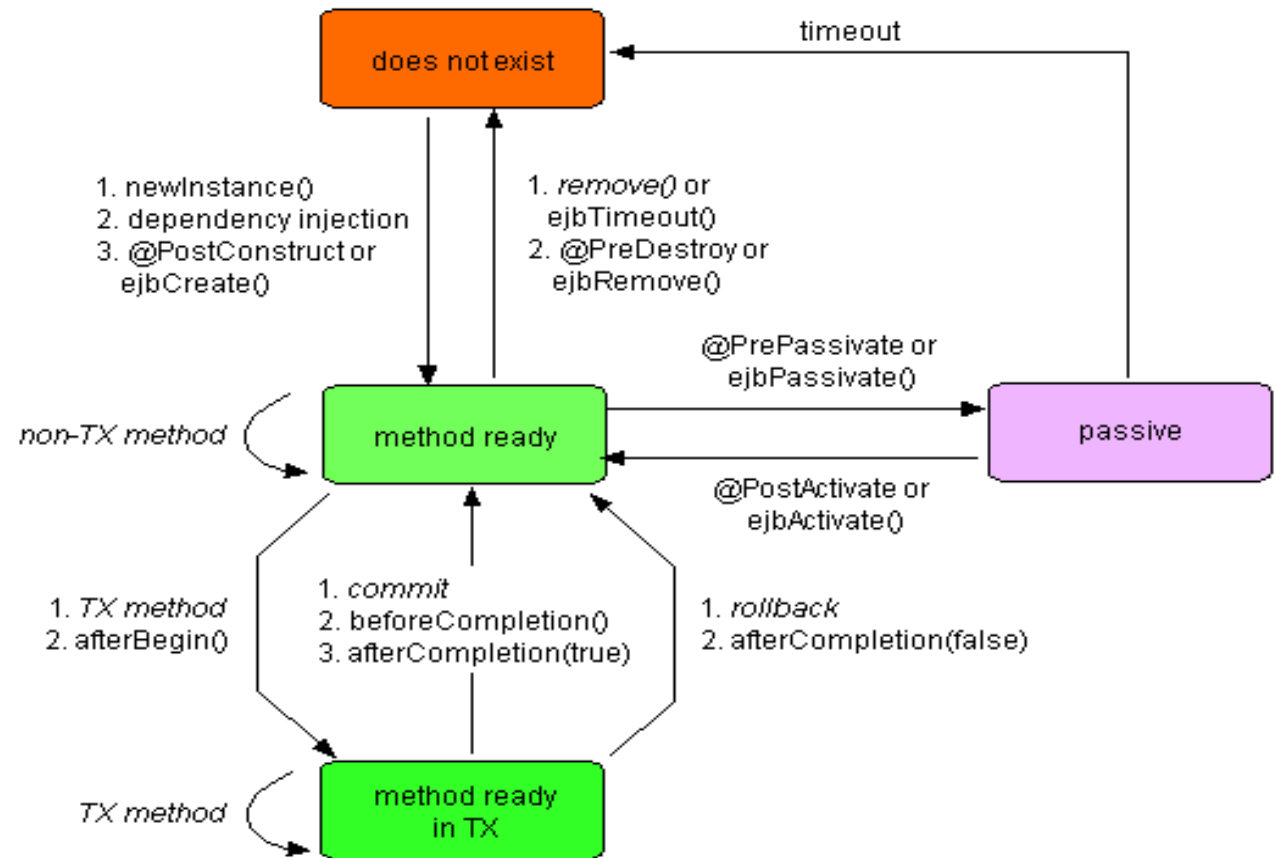 timeout
does not exist
1. newInstance()
2. dependency injection
3. @PostConstruct or
ejbCreate()
1. remove() or
ejbTimeout()
2. @PreDestroy or
ejbRemove()
@PrePassivate or
ejbPassivate()
non-TX method
method ready
passive
@PostActivate or
ejbActivate()
1. TX method
2. afterBegin()
1. commit
2. beforeCompletion()
3. afterCompletion(true)
1. rollback
2. afterCompletion(false)
TX method
method ready
in TX